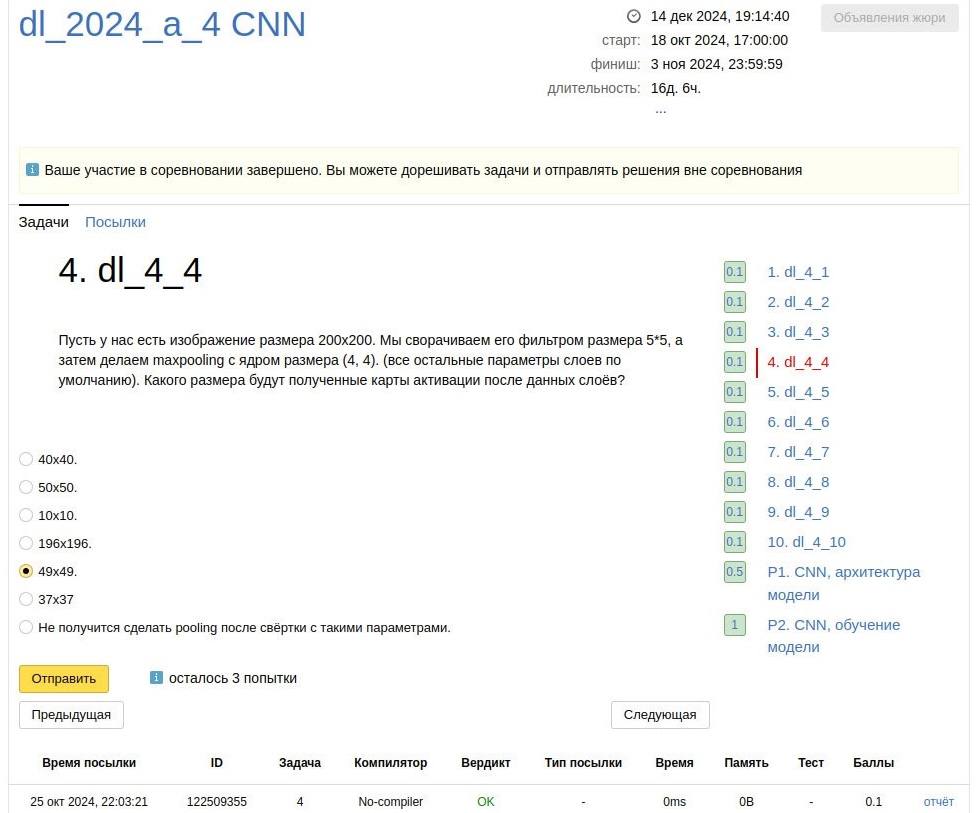 dl_2024_a_4 CNN
14 дек 2024, 19:14:40
Объявления жюри
старт: 18 окт 2024, 17:00:00
финиш: 3 ноя 2024, 23:59:59
длительность: 16д. 6ч.
...
Ваше участие в соревновании завершено. Вы можете дорешивать задачи и отправлять решения вне соревнования
Задачи Посылки
4. dl_4_4
Пусть у нас есть изображение размера 200x200. Мы сворачиваем его фильтром размера 5*5, а
затем делаем maxpooling с ядром размера (4, 4). (все остальные параметры слоев по
умолчанию). Какого размера будут полученные карты активации после данных слоёв?
40x40.
50x50.
10x10.
196x196.
49x49.
37x37
Не получится сделать pooling после свёртки с такими параметрами.
Отправить
осталось 3 попытки
Предыдущая
Следующая
0.1 1. dl_4_1
0.1 2. dl_4_2
0.1 3. dl_4_3
0.1 4. dl_4_4
0.1 5. dl_4_5
0.1 6. dl_4_6
0.1 7. dl_4_7
0.1 8. dl_4_8
0.1 9. dl_4_9
0.1 10. dl_4_10
0.5 P1. CNN, архитектура
модели
1 P2. CNN, обучение
модели
Время посылки ID Задача Компилятор Вердикт Тип посылки Время Память Тест Баллы
25 окт 2024, 22:03:21 122509355 4 No-compiler OK - 0ms 0B - 0.1 отчёт